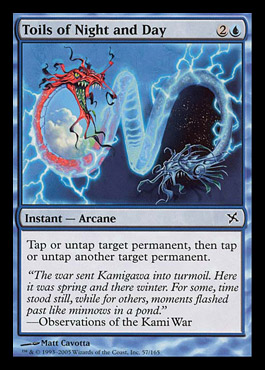 Toils of Night and Day 2
Instant — Arcane
Tap or untap target permanent, then tap
or untap another target permanent.
“The war sent Kamigawa into turmoil. Here
it was spring and there winter. For some, time
stood still, while for others, moments flashed
past like minnows in a pond.”
—Observations of the Kami War
Matt Cavotta
™ & © 1993–2005 Wizards of the Coast, Inc. 57/165